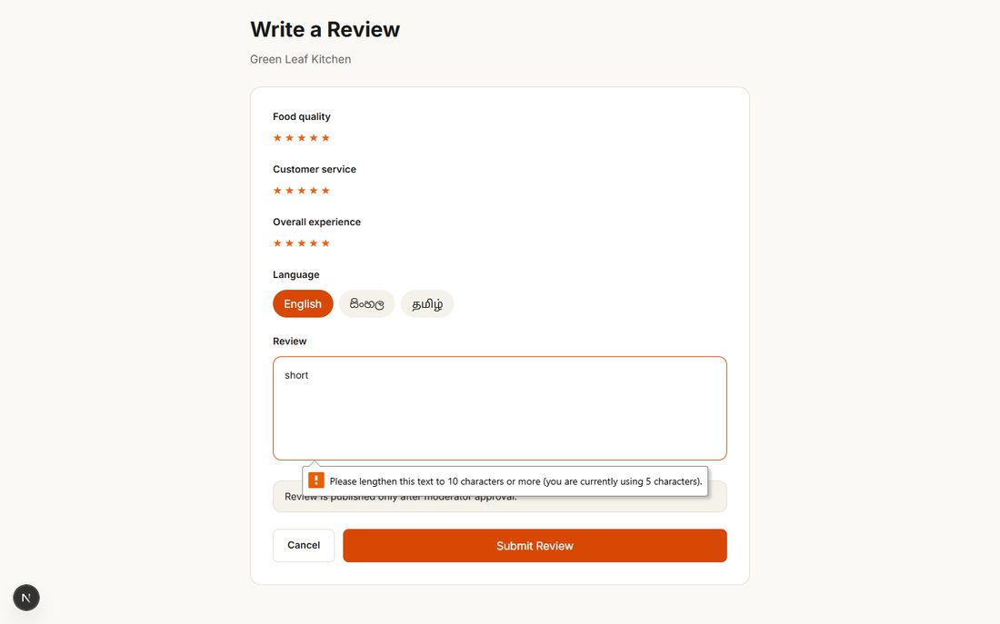 Write a Review
Green Leaf Kitchen
Food quality
★ ★ ★ ★ ★
Customer service
★ ★ ★ ★ ★
Overall experience
★ ★ ★ ★ ★
Language
English සිංහල தமிழ்
Review
short
Please lengthen this text to 10 characters or more (you are currently using 5 characters).
Review is published only after moderator approval.
Cancel Submit Review
N